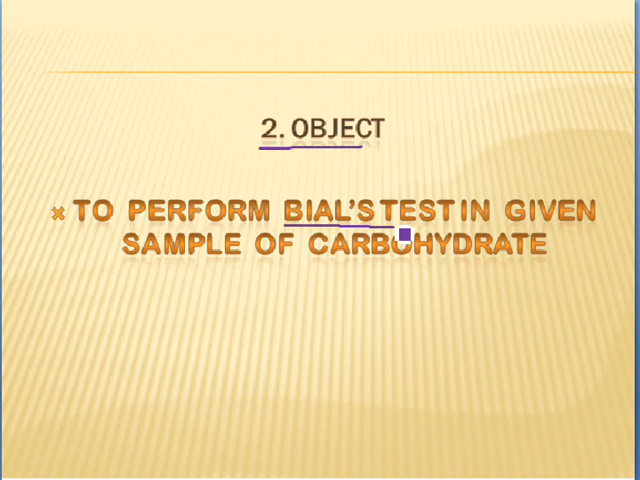 2. OBJECT
TO PERFORM BIAL'S TEST IN GIVEN
SAMPLE OF CARBOHYDRATE